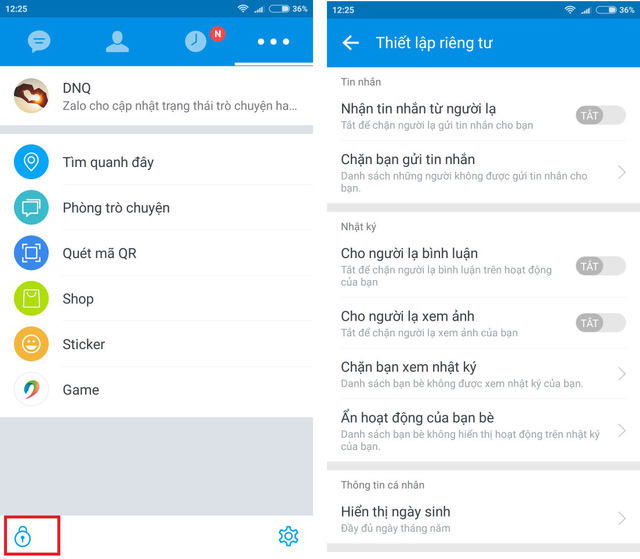 12:25
36%
N
DNQ
Zalo cho cập nhật trạng thái trò chuyện ha...
Tìm quanh đây
Phòng trò chuyện
Quét mã QR
Shop
Sticker
Game
12:25
36%
Thiết lập riêng tư
Tin nhắn
Nhận tin nhắn từ người lạ
Tắt để chặn người lạ gửi tin nhắn cho bạn
TẮT
Chặn bạn gửi tin nhắn
Danh sách những người không được gửi tin nhắn cho
bạn.
Nhật ký
Cho người lạ bình luận
Tắt để chặn người lạ bình luận trên hoạt động
của bạn
TẮT
Cho người lạ xem ảnh
Tắt để chặn người lạ xem ảnh của bạn
TẮT
Chặn bạn xem nhật ký
Danh sách bạn bè không được xem nhật ký của bạn.
Ẩn hoạt động của bạn bè
Danh sách bạn bè không hiển thị hoạt động trên nhật ký
của bạn.
Thông tin cá nhân
Hiển thị ngày sinh
Đầy đủ ngày tháng năm